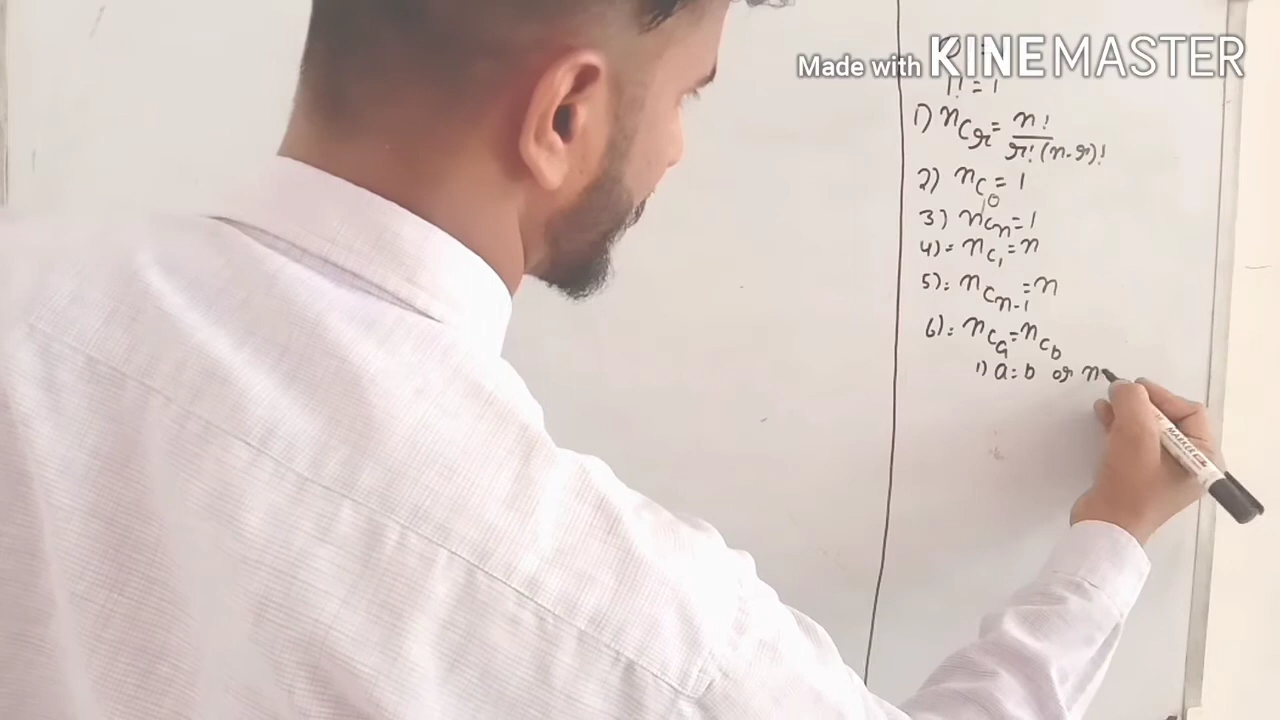 Made with KINEMASTER
1! = 1
1) nCr = n! / r!(n-r)!
2) nC0 = 1
3) nCn = 1
4) = nC1 = n
5) = nCn-1 = n
6) = nCa = nCb
1) a = b or n
MARKER